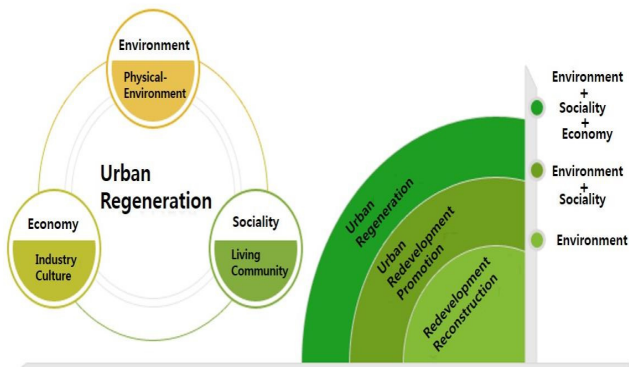 Environment
Physical-
Environment
Urban
Regeneration
Economy
Industry
Culture
Sociality
Living
Community
Urban
Regeneration
Urban
Redevelopment
Promotion
Redevelopment
Reconstruction
Environment
+
Sociality
+
Economy
Environment
+
Sociality
Environment